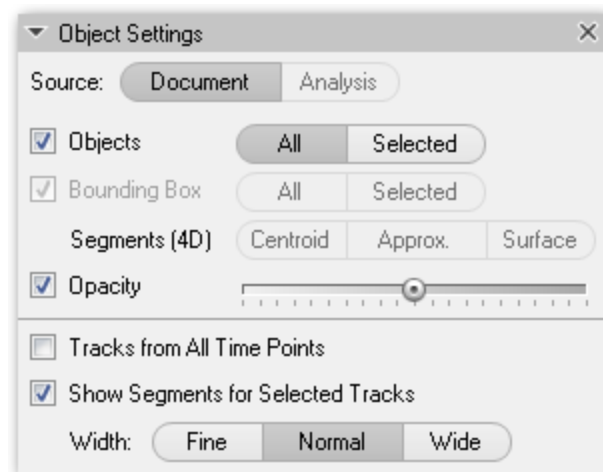 Object Settings
Source: Document Analysis
Objects All Selected
Bounding Box All Selected
Segments (4D) Centroid Approx. Surface
Opacity
Tracks from All Time Points
Show Segments for Selected Tracks
Width: Fine Normal Wide